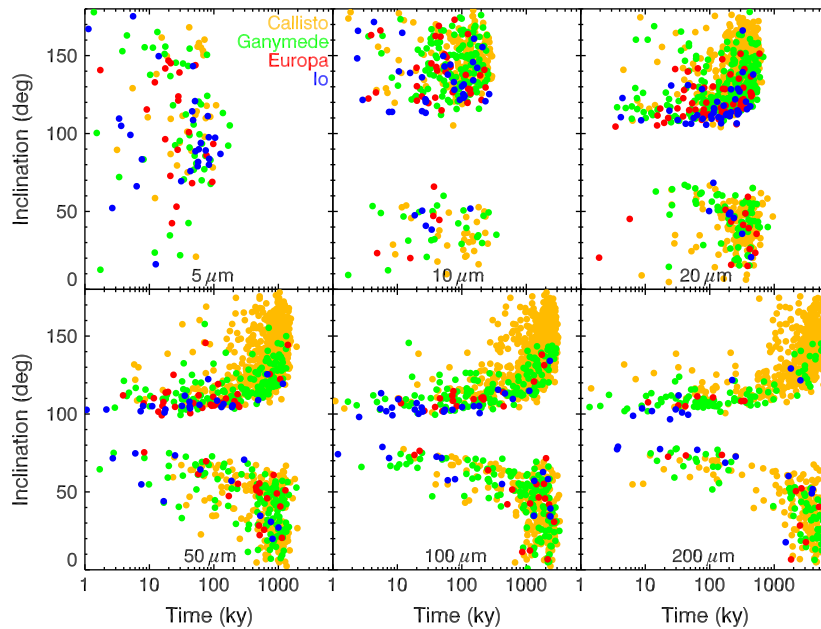 Callisto
Ganymede
Europa
Io
Inclination (deg)
150
100
50
0
5 μm
10 μm
20 μm
Inclination (deg)
150
100
50
0
50 μm
100 μm
200 μm
1 10 100 1000 1 10 100 1000 1 10 100 1000
Time (ky) Time (ky) Time (ky)